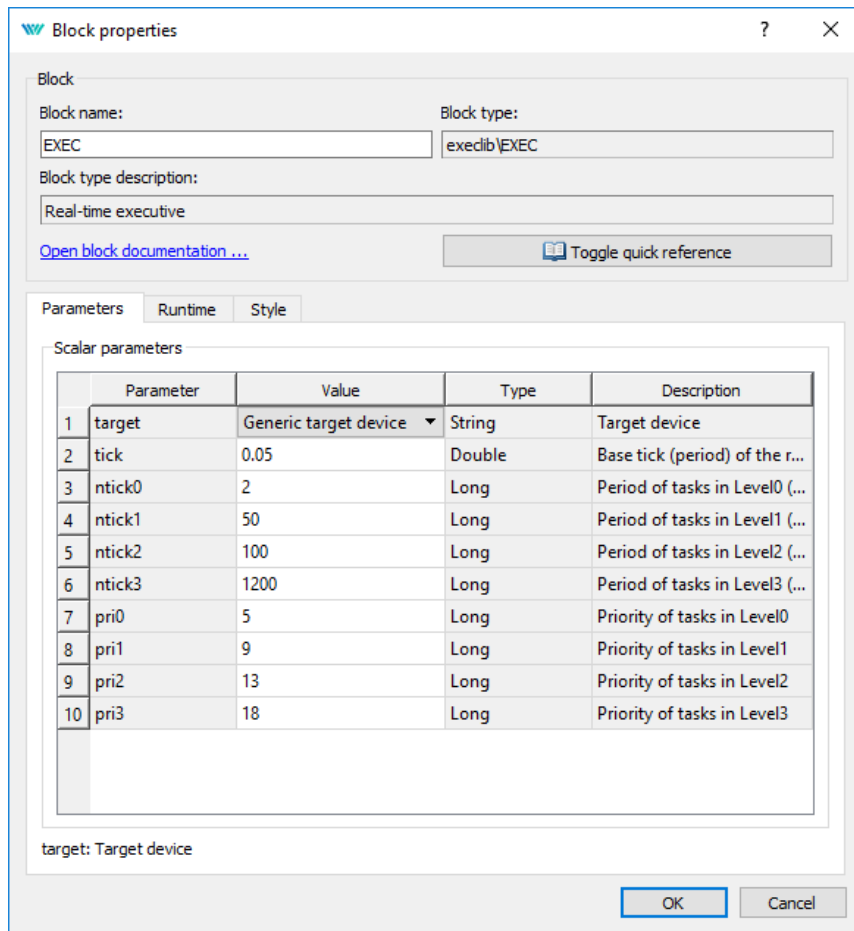 Block properties
?
Block
Block name:
Block type:
EXEC
execlib\EXEC
Block type description:
Real-time executive
Open block documentation ...
Toggle quick reference
Parameters Runtime Style
Scalar parameters
Parameter Value Type Description
1 target Generic target device String Target device
2 tick 0.05 Double Base tick (period) of the r...
3 ntick0 2 Long Period of tasks in Level0 (...
4 ntick1 50 Long Period of tasks in Level1 (...
5 ntick2 100 Long Period of tasks in Level2 (...
6 ntick3 1200 Long Period of tasks in Level3 (...
7 pri0 5 Long Priority of tasks in Level0
8 pri1 9 Long Priority of tasks in Level1
9 pri2 13 Long Priority of tasks in Level2
10 pri3 18 Long Priority of tasks in Level3
target: Target device
OK Cancel